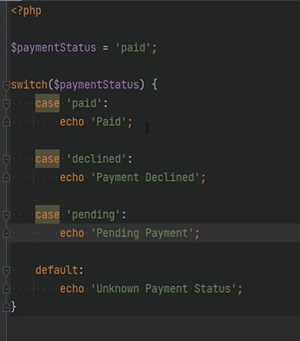 <?php
$paymentStatus = 'paid';
switch($paymentStatus) {
case 'paid':
echo 'Paid';
case 'declined':
echo 'Payment Declined';
case 'pending':
echo 'Pending Payment';
default:
echo 'Unknown Payment Status';
}